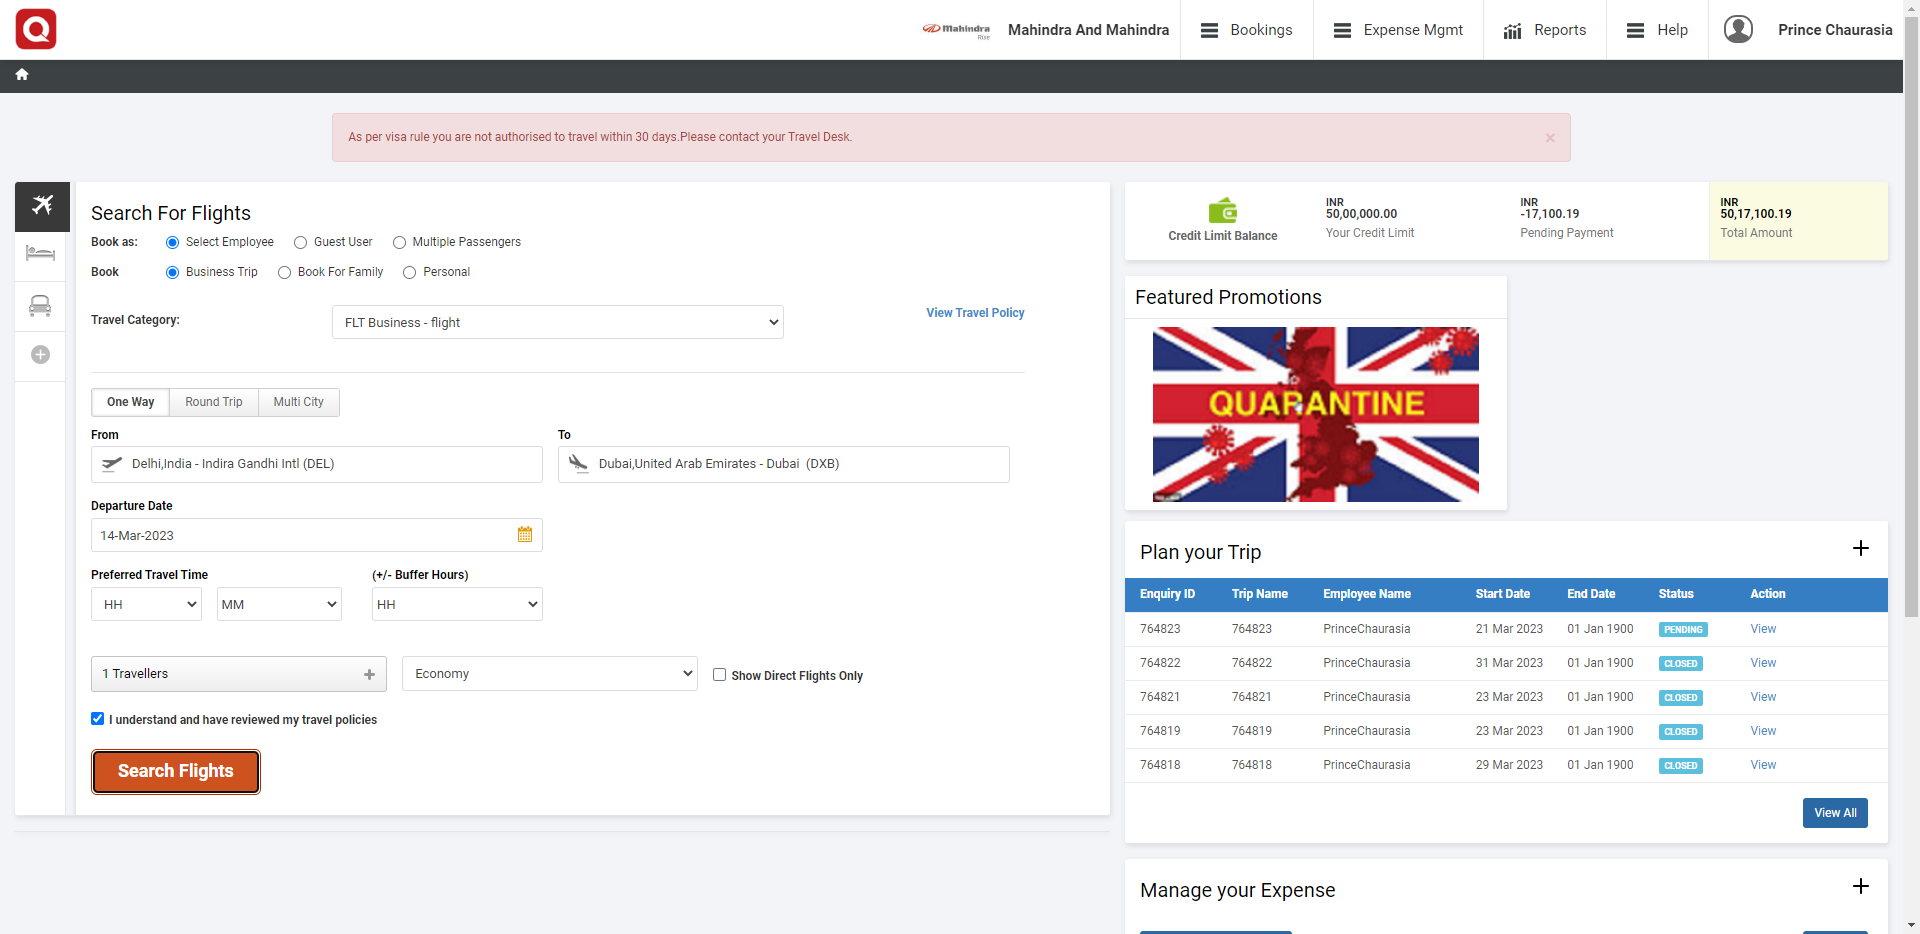 Q
Mahindra
Rise
Mahindra And Mahindra
Bookings
Expense Mgmt
Reports
Help
Prince Chaurasia
As per visa rule you are not authorised to travel within 30 days.Please contact your Travel Desk.
×
Search For Flights
Book as: Select Employee Guest User Multiple Passengers
Book Business Trip Book For Family Personal
Travel Category: FLT Business - flight View Travel Policy
One Way Round Trip Multi City
From To
Delhi,India - Indira Gandhi Intl (DEL) Dubai,United Arab Emirates - Dubai (DXB)
Departure Date
14-Mar-2023
Preferred Travel Time (+/- Buffer Hours)
HH MM HH
1 Travellers + Economy Show Direct Flights Only
I understand and have reviewed my travel policies
Search Flights
Credit Limit Balance
INR
50,00,000.00
Your Credit Limit
INR
-17,100.19
Pending Payment
INR
50,17,100.19
Total Amount
Featured Promotions
QUARANTINE
Plan your Trip +
Enquiry ID Trip Name Employee Name Start Date End Date Status Action
764823 764823 PrinceChaurasia 21 Mar 2023 01 Jan 1900 PENDING View
764822 764822 PrinceChaurasia 31 Mar 2023 01 Jan 1900 CLOSED View
764821 764821 PrinceChaurasia 23 Mar 2023 01 Jan 1900 CLOSED View
764819 764819 PrinceChaurasia 23 Mar 2023 01 Jan 1900 CLOSED View
764818 764818 PrinceChaurasia 29 Mar 2023 01 Jan 1900 CLOSED View
View All
Manage your Expense +